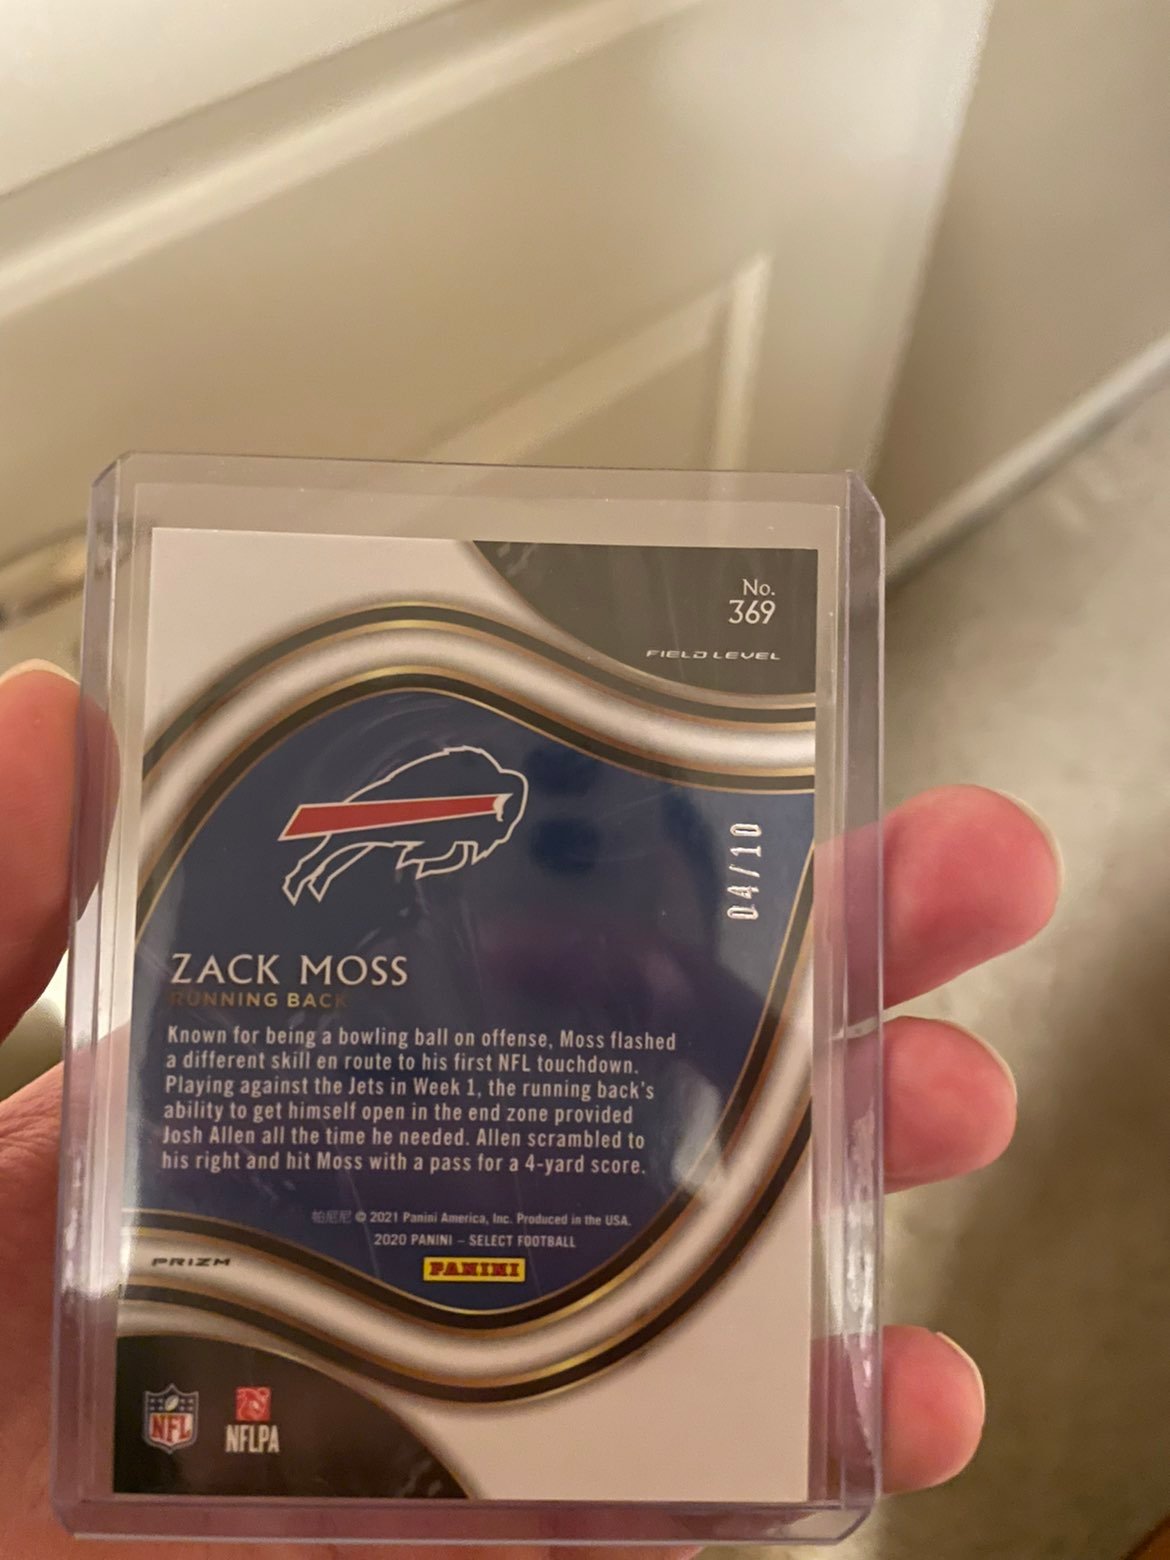 No.
369
FIELD LEVEL
04/10
ZACK MOSS
RUNNING BACK
Known for being a bowling ball on offense, Moss flashed
a different skill en route to his first NFL touchdown.
Playing against the Jets in Week 1, the running back's
ability to get himself open in the end zone provided
Josh Allen all the time he needed. Allen scrambled to
his right and hit Moss with a pass for a 4-yard score.
帕尼尼 © 2021 Panini America, Inc. Produced in the USA.
2020 PANINI – SELECT FOOTBALL
PANINI
PRIZM
NFL
NFLPA